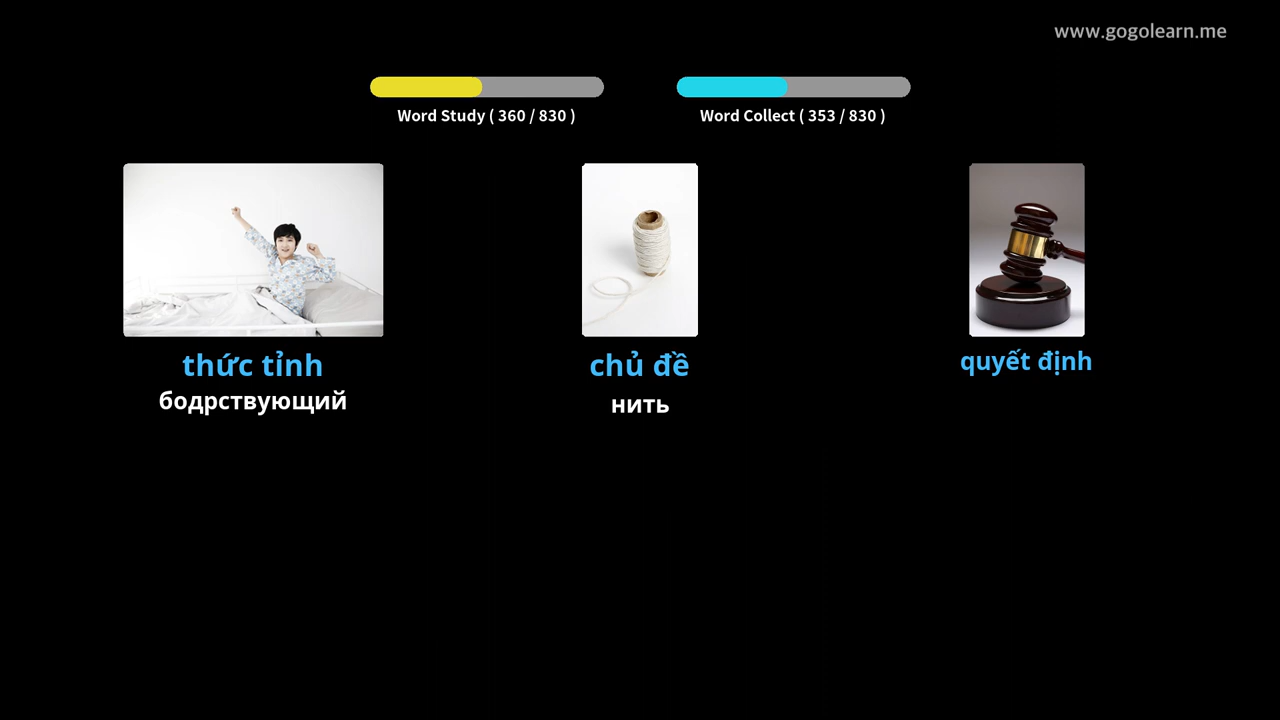 www.gogolearn.me
Word Study ( 360 / 830 )
Word Collect ( 353 / 830 )
thức tỉnh
бодрствующий
chủ đề
нить
quyết định